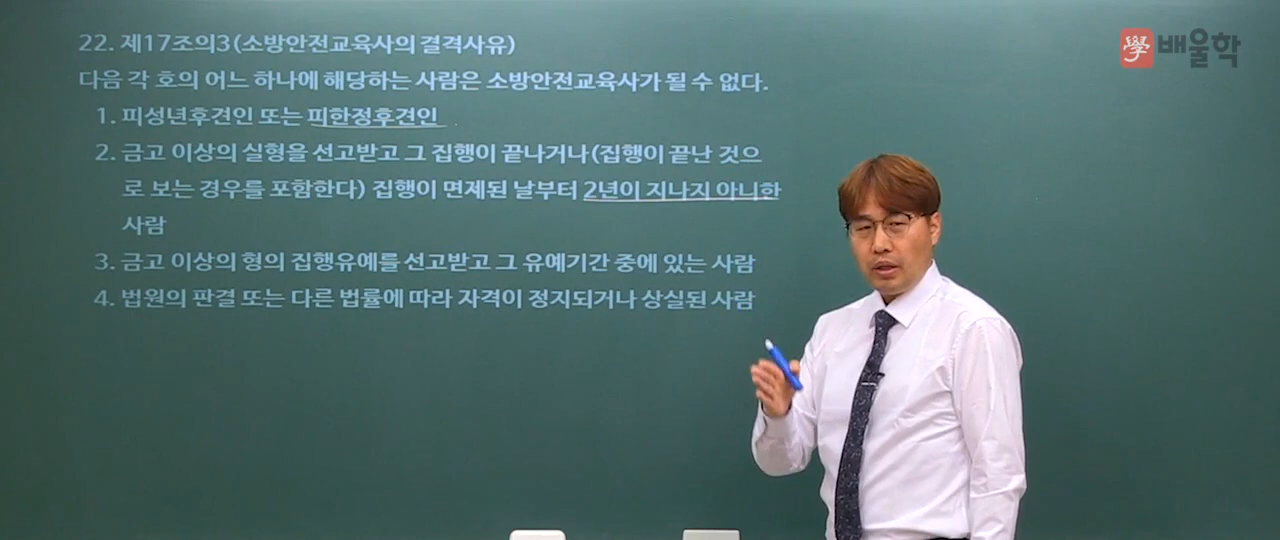 22. 제17조의3(소방안전교육사의 결격사유)
學 배울학
다음 각 호의 어느 하나에 해당하는 사람은 소방안전교육사가 될 수 없다.
1. 피성년후견인 또는 피한정후견인
2. 금고 이상의 실형을 선고받고 그 집행이 끝나거나(집행이 끝난 것으
로 보는 경우를 포함한다) 집행이 면제된 날부터 2년이 지나지 아니한
사람
3. 금고 이상의 형의 집행유예를 선고받고 그 유예기간 중에 있는 사람
4. 법원의 판결 또는 다른 법률에 따라 자격이 정지되거나 상실된 사람